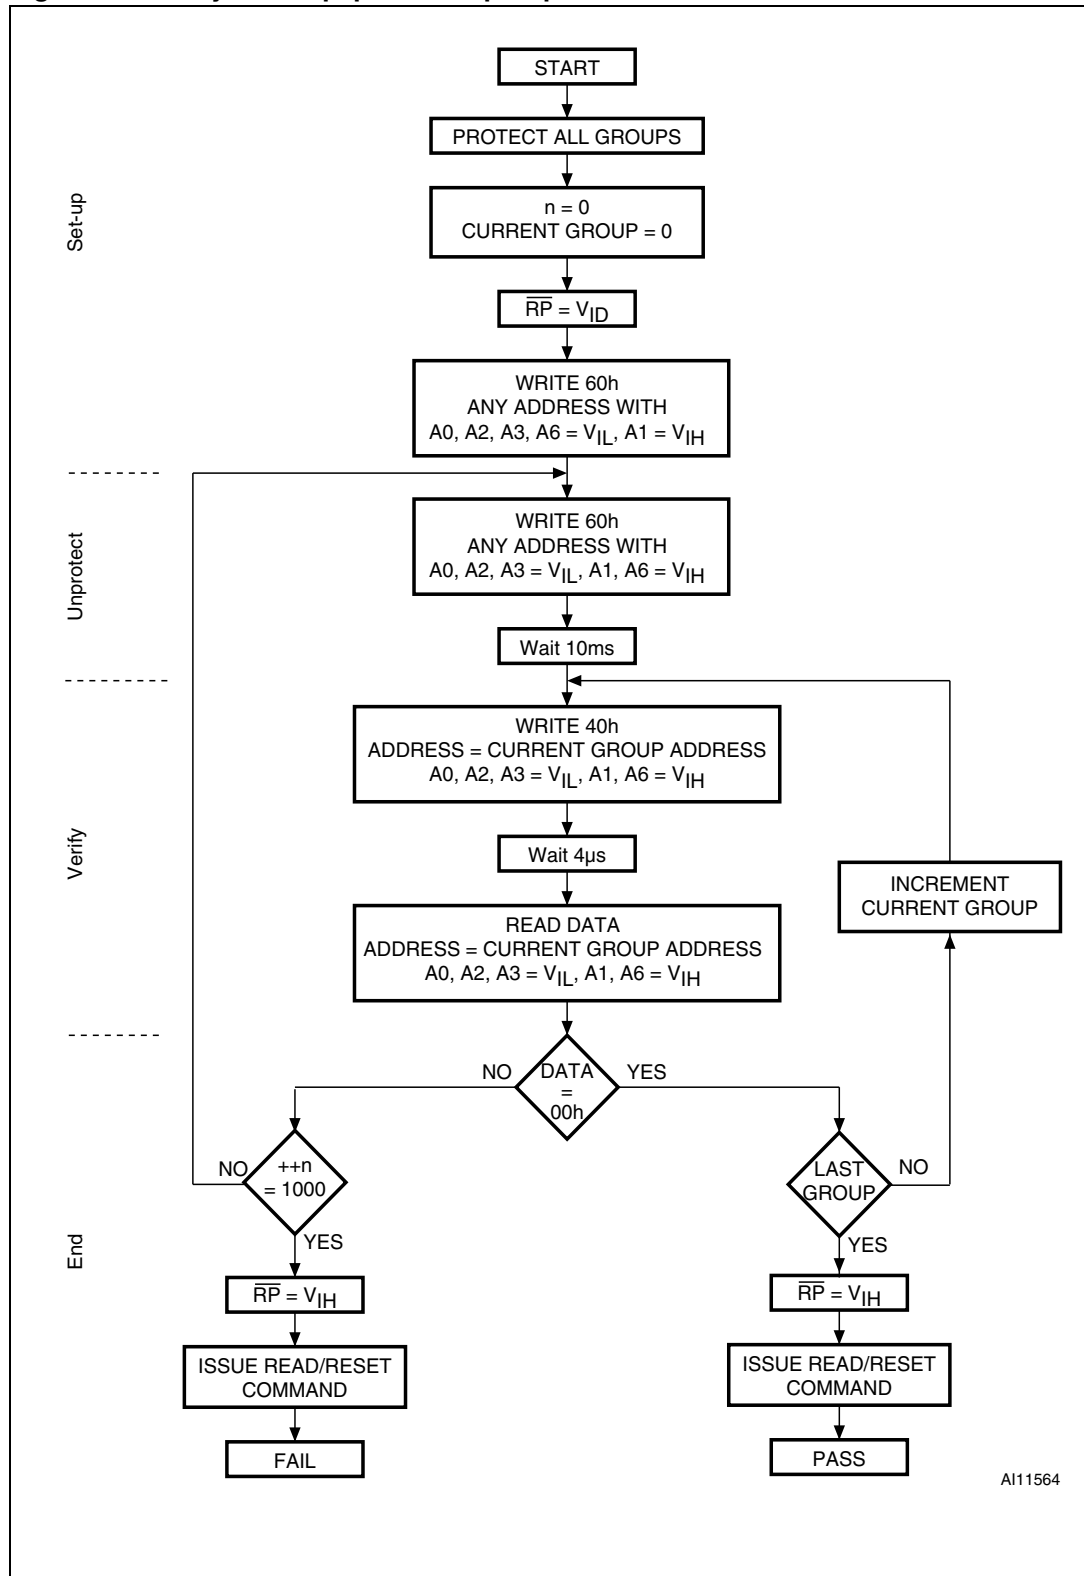 START
PROTECT ALL GROUPS
n = 0
CURRENT GROUP = 0
Set-up
RP = VID
WRITE 60h
ANY ADDRESS WITH
A0, A2, A3, A6 = VIL, A1 = VIH
Unprotect
WRITE 60h
ANY ADDRESS WITH
A0, A2, A3 = VIL, A1, A6 = VIH
Wait 10ms
WRITE 40h
ADDRESS = CURRENT GROUP ADDRESS
A0, A2, A3 = VIL, A1, A6 = VIH
Verify
Wait 4µs
INCREMENT
CURRENT GROUP
READ DATA
ADDRESS = CURRENT GROUP ADDRESS
A0, A2, A3 = VIL, A1, A6 = VIH
NO
DATA
=
00h
YES
NO
++n
= 1000
YES
LAST
GROUP
NO
YES
End
RP = VIH
RP = VIH
ISSUE READ/RESET
COMMAND
ISSUE READ/RESET
COMMAND
FAIL
PASS
AI11564